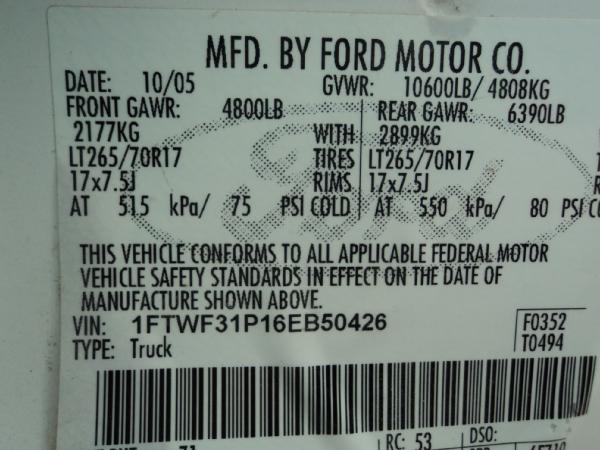 MFD. BY FORD MOTOR CO.
DATE: 10/05 GVWR: 10600LB/ 4808KG
FRONT GAWR: 4800LB REAR GAWR: 6390LB
2177KG WITH 2899KG
LT265/70R17 TIRES LT265/70R17
17x7.5J RIMS 17x7.5J
AT 515 kPa/ 75 PSI COLD AT 550 kPa/ 80 PSI
Ford
THIS VEHICLE CONFORMS TO ALL APPLICABLE FEDERAL MOTOR
VEHICLE SAFETY STANDARDS IN EFFECT ON THE DATE OF
MANUFACTURE SHOWN ABOVE.
VIN: 1FTWF31P16EB50426 F0352
TYPE: Truck T0494
RC: 53 DSO: